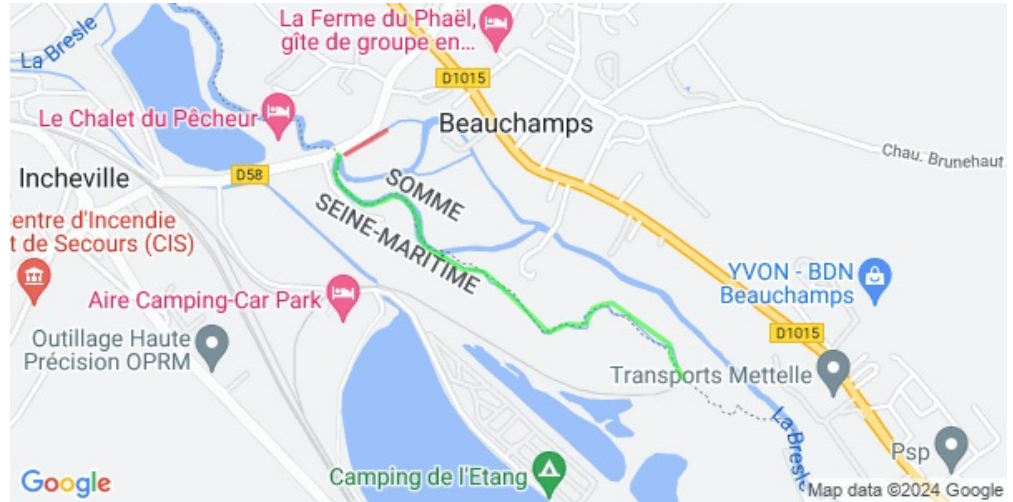 La Bresle
La Ferme du Phaël,
gîte de groupe en...
D1015
Le Chalet du Pêcheur
Beauchamps
Chau. Brunehaut
Incheville
D58
SOMME
SEINE-MARITIME
entre d'Incendie
t de Secours (CIS)
YVON - BDN
Beauchamps
Aire Camping-Car Park
Outillage Haute
Précision OPRM
D1015
Transports Mettelle
La Bresle
Psp
Camping de l'Etang
Google
Map data ©2024 Google